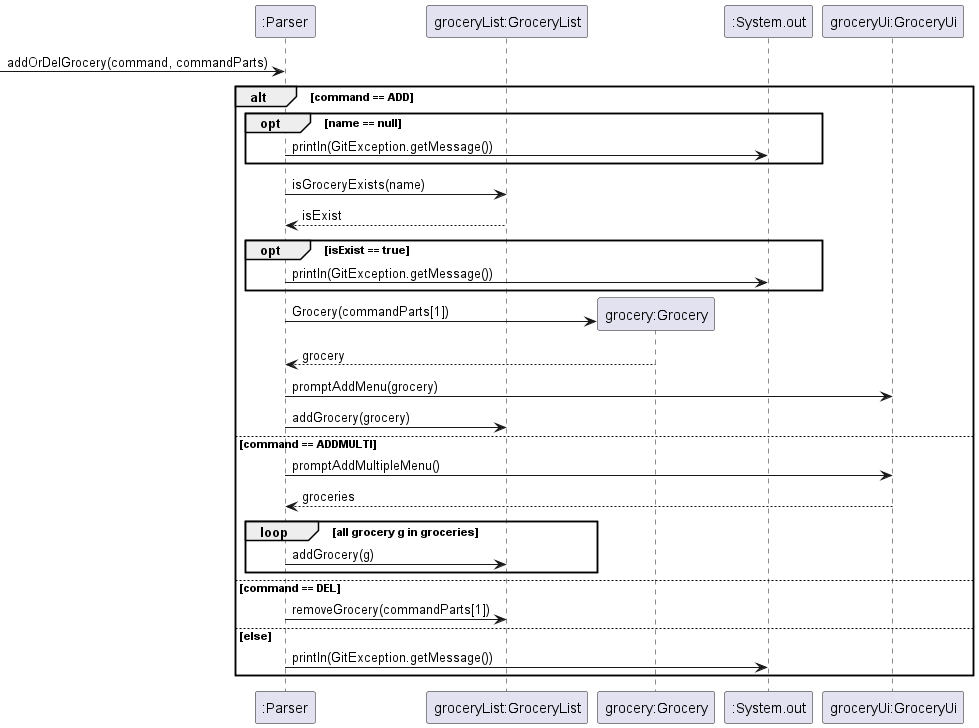 :Parser
groceryList:GroceryList
:System.out
groceryUi:GroceryUi
addOrDelGrocery(command, commandParts)
alt [command == ADD]
opt [name == null]
println(GitException.getMessage())
isGroceryExists(name)
isExist
opt [isExist == true]
println(GitException.getMessage())
Grocery(commandParts[1])
grocery:Grocery
grocery
promptAddMenu(grocery)
addGrocery(grocery)
[command == ADDMULTI]
promptAddMultipleMenu()
groceries
loop [all grocery g in groceries]
addGrocery(g)
[command == DEL]
removeGrocery(commandParts[1])
[else]
println(GitException.getMessage())
:Parser
groceryList:GroceryList
grocery:Grocery
:System.out
groceryUi:GroceryUi